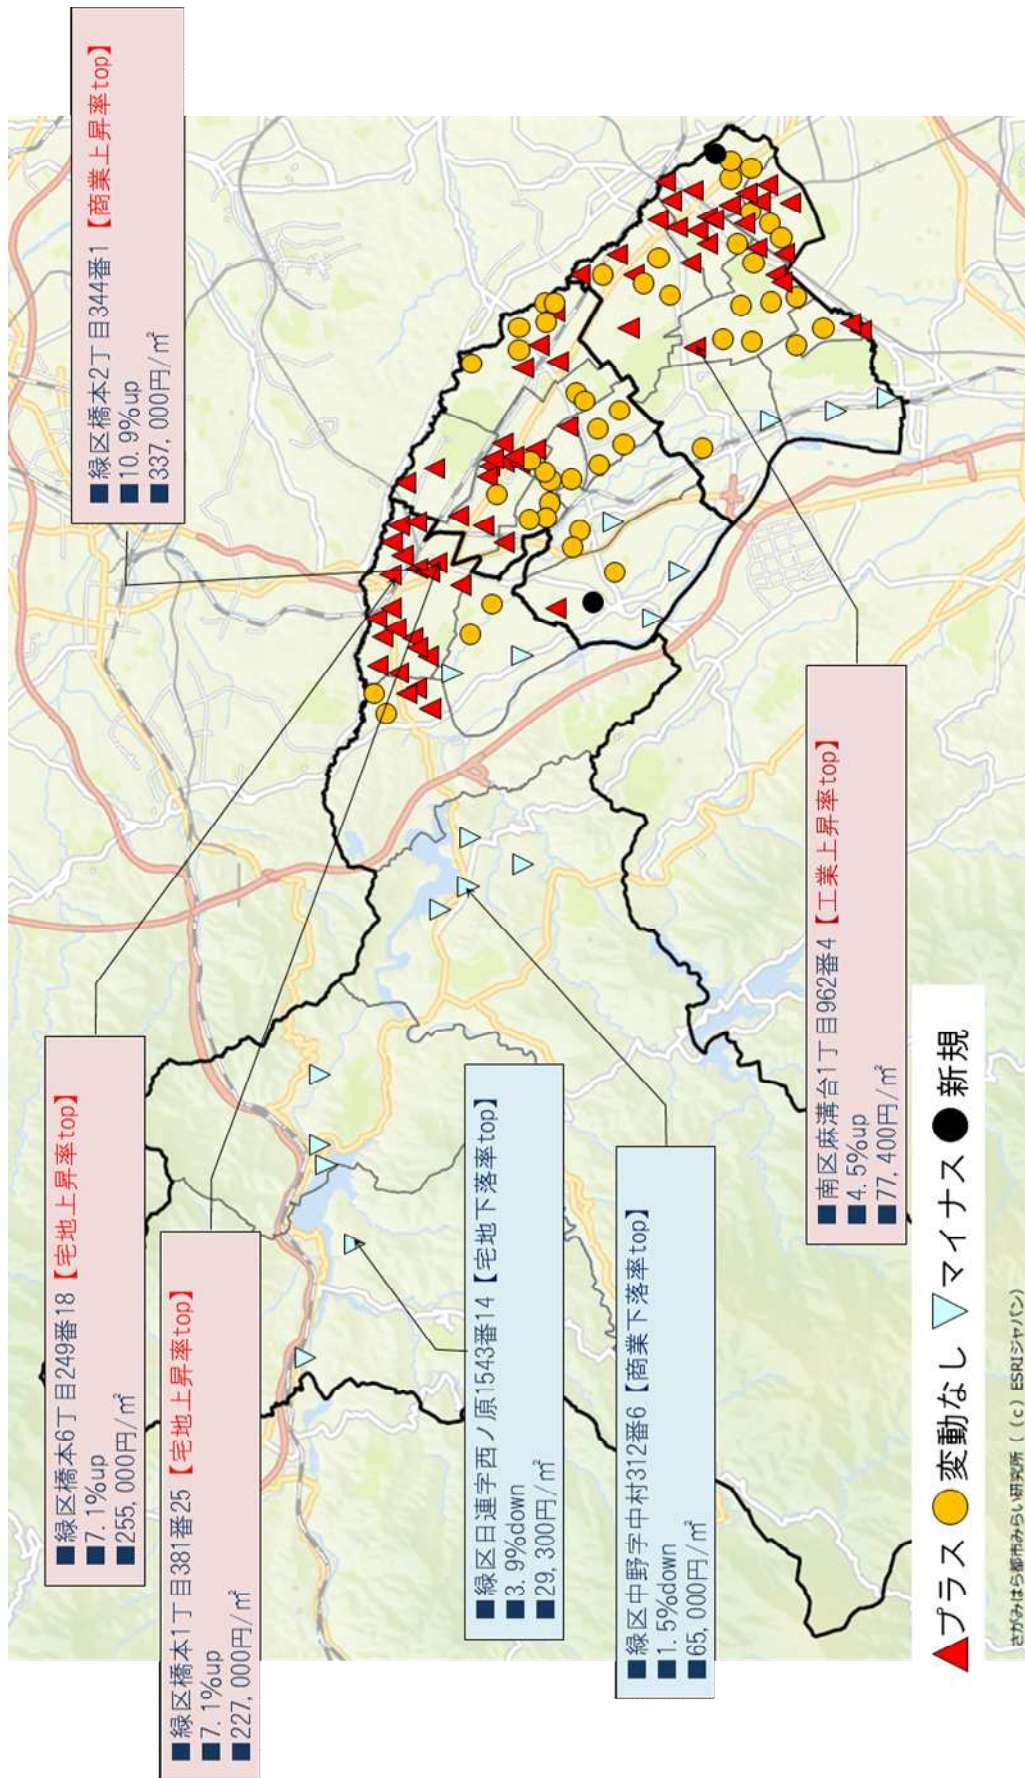 ■緑区橋本6丁目249番18【宅地上昇率top】
■7.1%up
■255,000円/㎡
■緑区橋本2丁目344番1【商業上昇率top】
■10.9%up
■337,000円/㎡
■緑区橋本1丁目381番25【宅地上昇率top】
■7.1%up
■227,000円/㎡
■緑区日連字西ノ原1543番14【宅地下落率top】
■3.9%down
■29,300円/㎡
■緑区中野字中村312番6【商業下落率top】
■1.5%down
■65,000円/㎡
■南区麻溝台1丁目962番4【工業上昇率top】
■4.5%up
■77,400円/㎡
プラス 変動なし マイナス 新規
さがみはら都市みらい研究所（（c）ESRIジャパン）